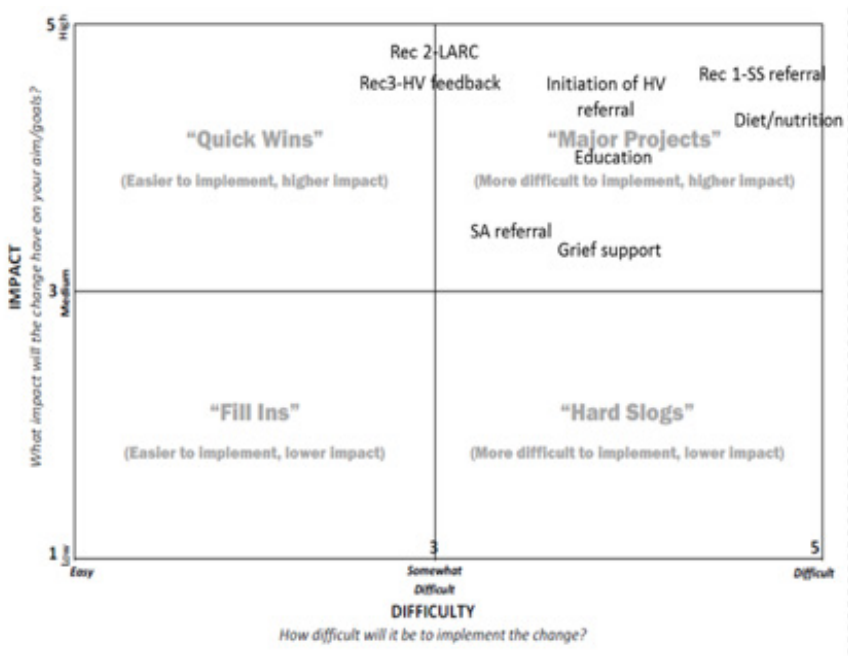 5
High
Rec 2-LARC
Rec3-HV feedback
Initiation of HV
referral
Rec 1-SS referral
Diet/nutrition
“Quick Wins”
(Easier to implement, higher impact)
“Major Projects”
Education
(More difficult to implement, higher impact)
SA referral
Grief support
IMPACT
What impact will the change have on your aim/goals?
3
Medium
“Fill Ins”
(Easier to implement, lower impact)
“Hard Slogs”
(More difficult to implement, lower impact)
1
Low
3
5
Easy
Somewhat
Difficult
Difficult
DIFFICULTY
How difficult will it be to implement the change?